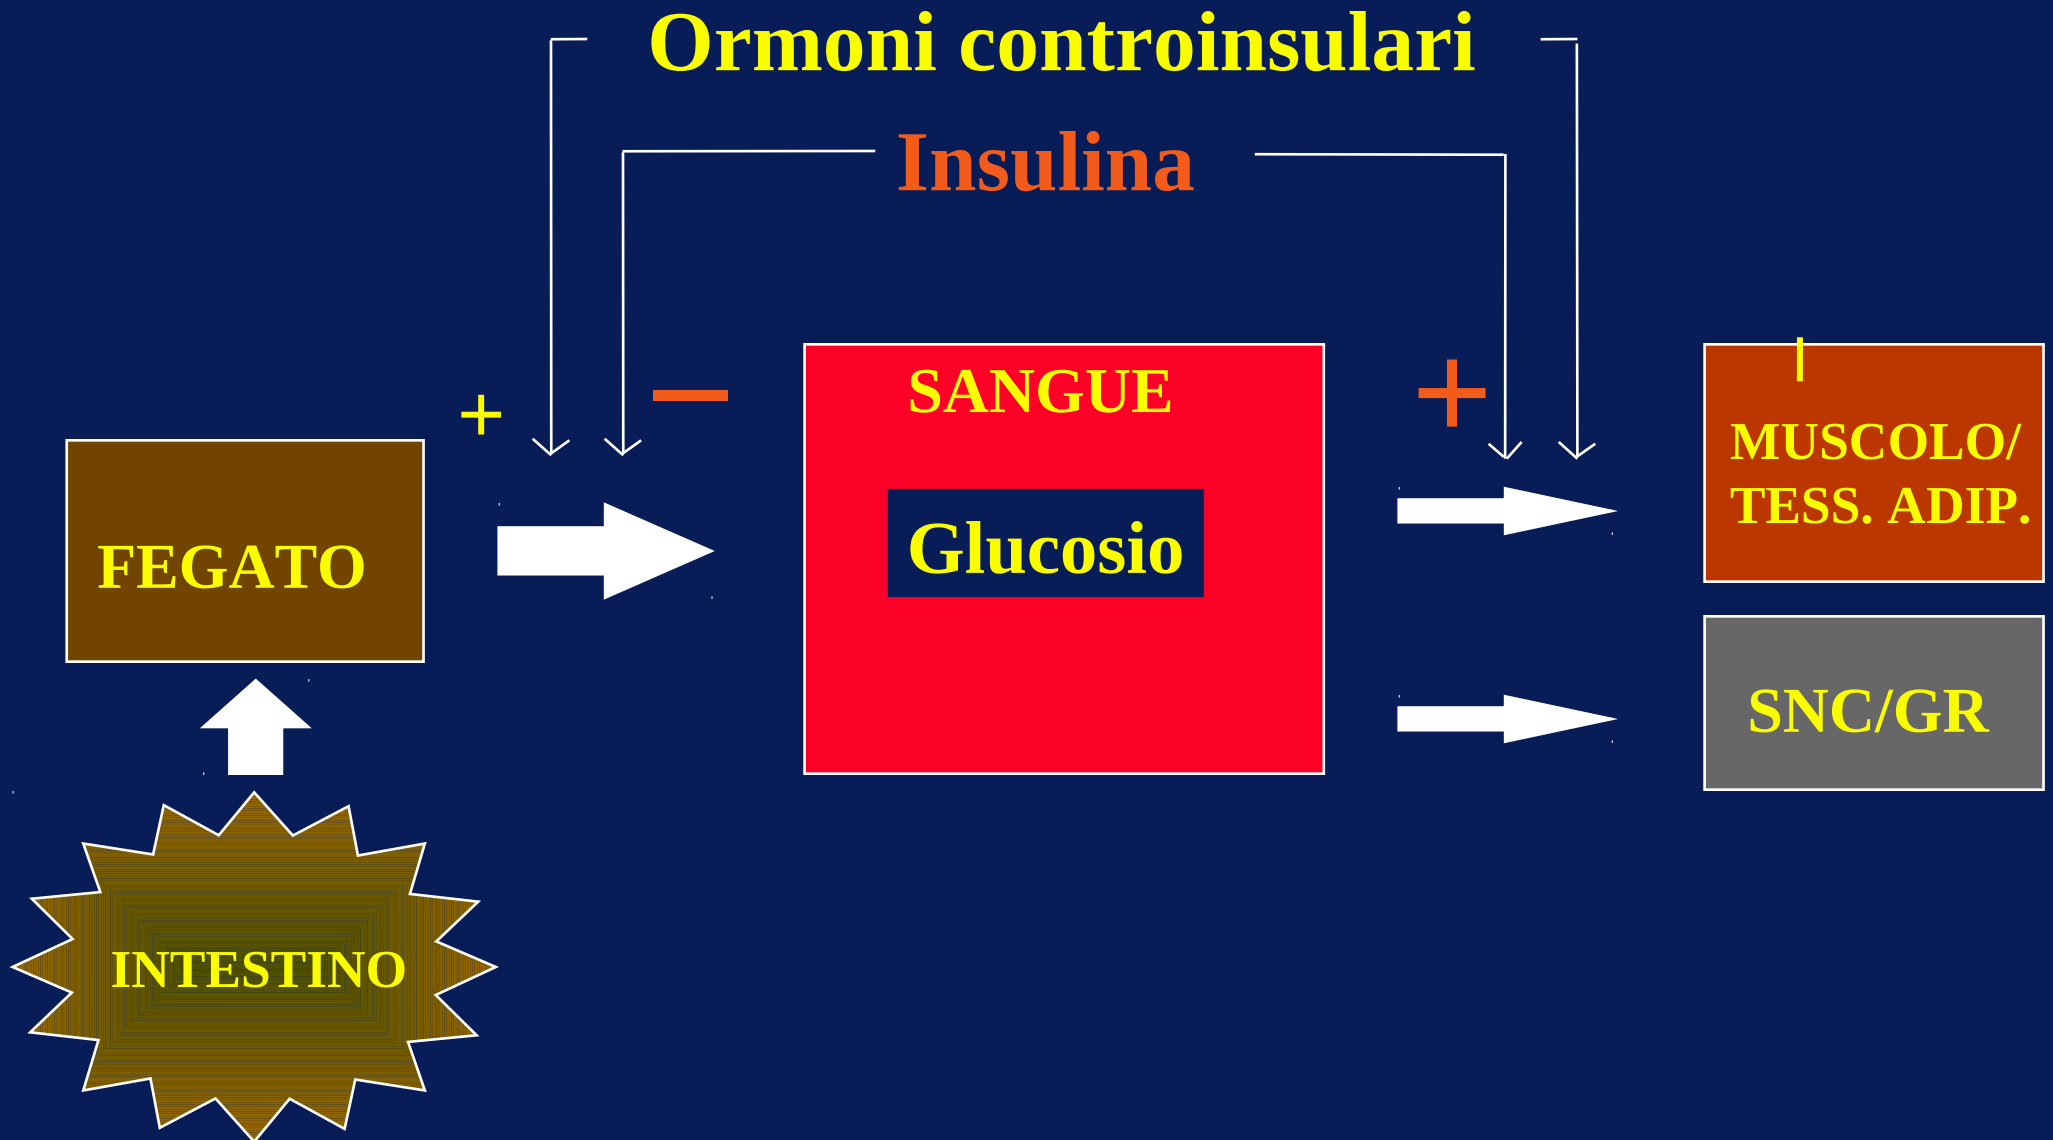 Ormoni controinsulari
Insulina
+
–
+
|
SANGUE
Glucosio
FEGATO
MUSCOLO/
TESS. ADIP.
SNC/GR
INTESTINO